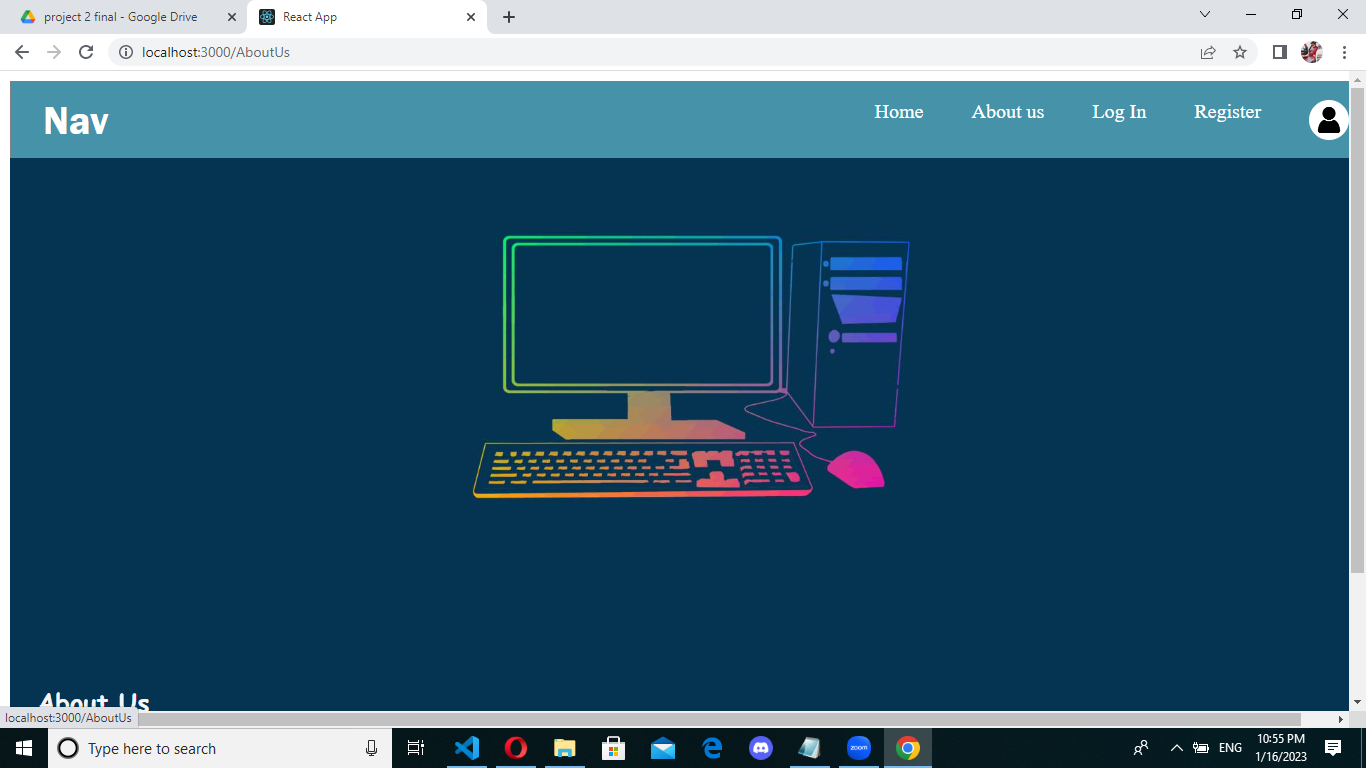 project 2 final - Google Drive
React App
localhost:3000/AboutUs
Nav
Home
About us
Log In
Register
About Us
localhost:3000/AboutUs
Type here to search
zoom
ENG
10:55 PM
1/16/2023